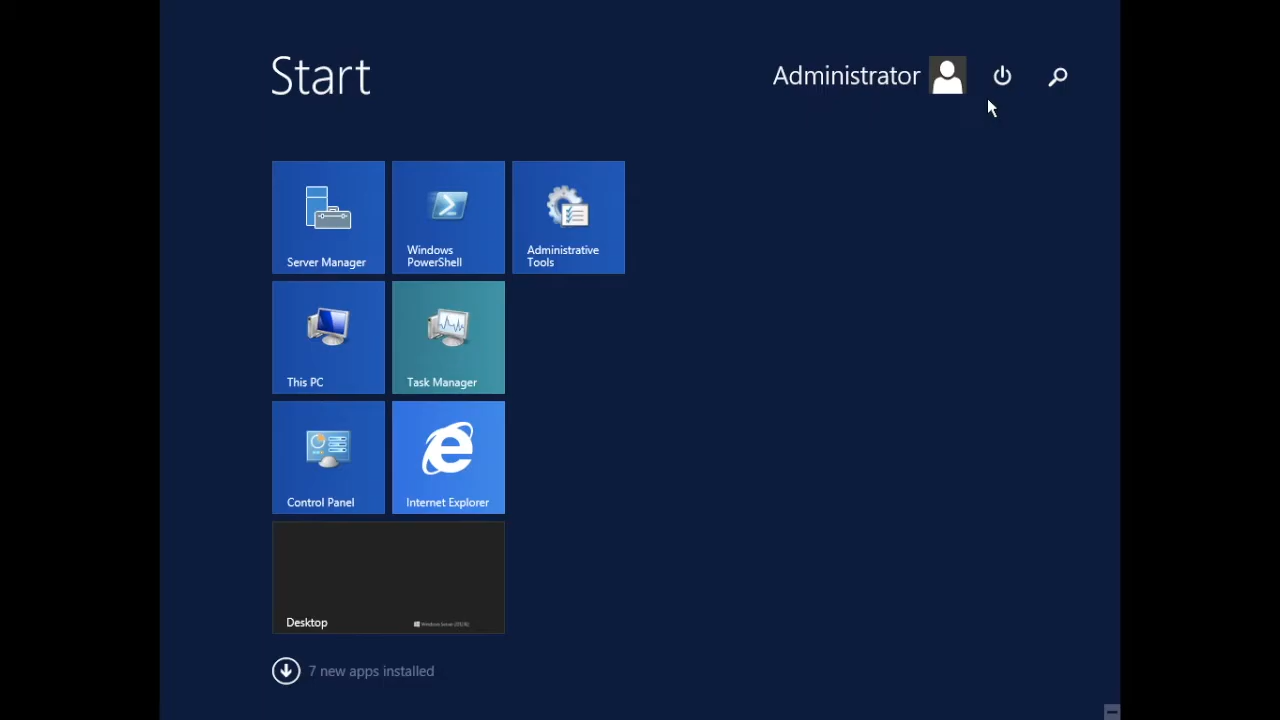 Start
Administrator
Server Manager
Windows
PowerShell
Administrative
Tools
This PC
Task Manager
Control Panel
Internet Explorer
Desktop
7 new apps installed